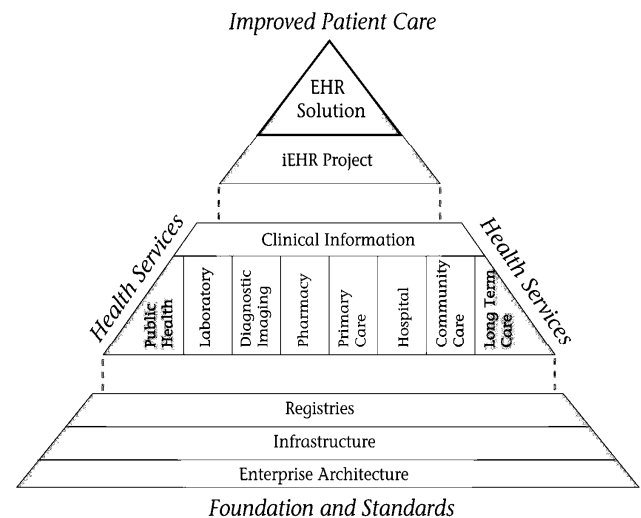 Improved Patient Care
EHR
Solution
iEHR Project
Health Services
Health Services
Clinical Information
Public
Health
Laboratory
Diagnostic
Imaging
Pharmacy
Primary
Care
Hospital
Community
Care
Long Term
Care
Registries
Infrastructure
Enterprise Architecture
Foundation and Standards